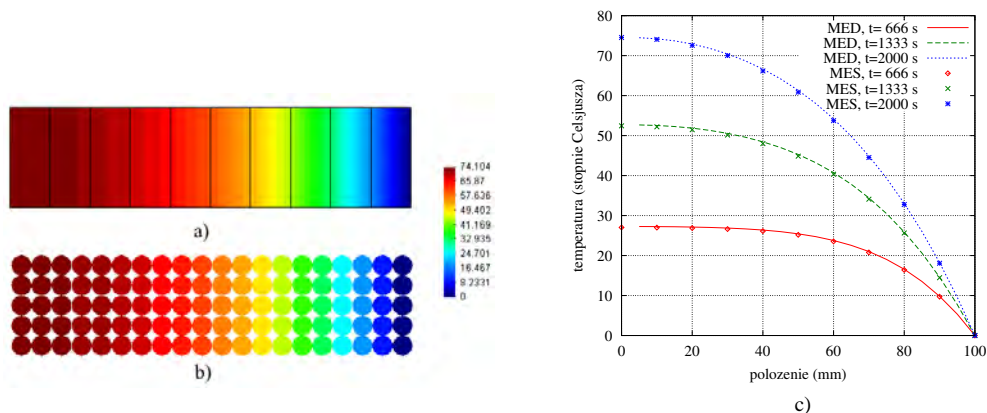 74.104
65.87
57.636
49.402
41.169
32.935
24.701
16.467
8.2331
0
a)
b)
80
70
60
50
40
30
20
10
0
temperatura (stopnie Celsjusza)
MED, t= 666 s
MED, t=1333 s
MED, t=2000 s
MES, t= 666 s
MES, t=1333 s
MES, t=2000 s
0 20 40 60 80 100
polozenie (mm)
c)